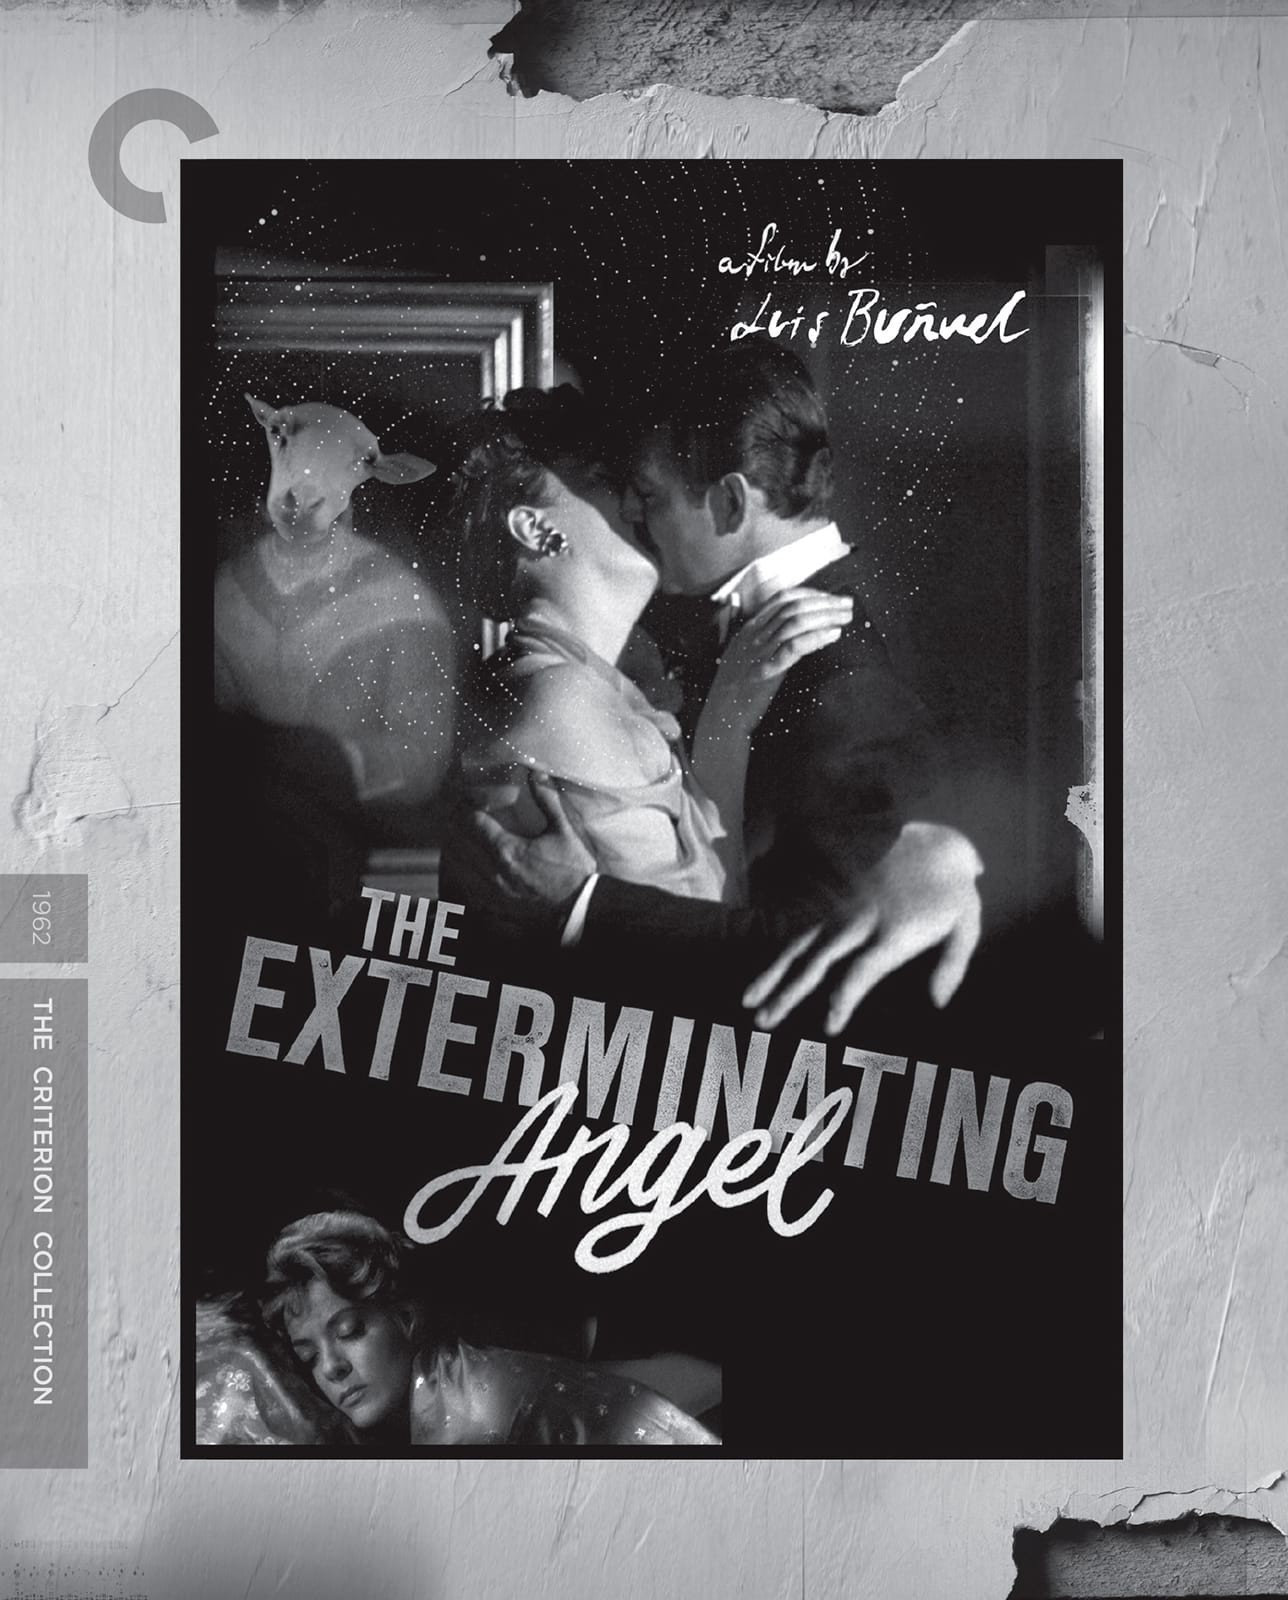 a film by
Luis Buñuel
THE
EXTERMINATING
Angel
1962
THE CRITERION COLLECTION